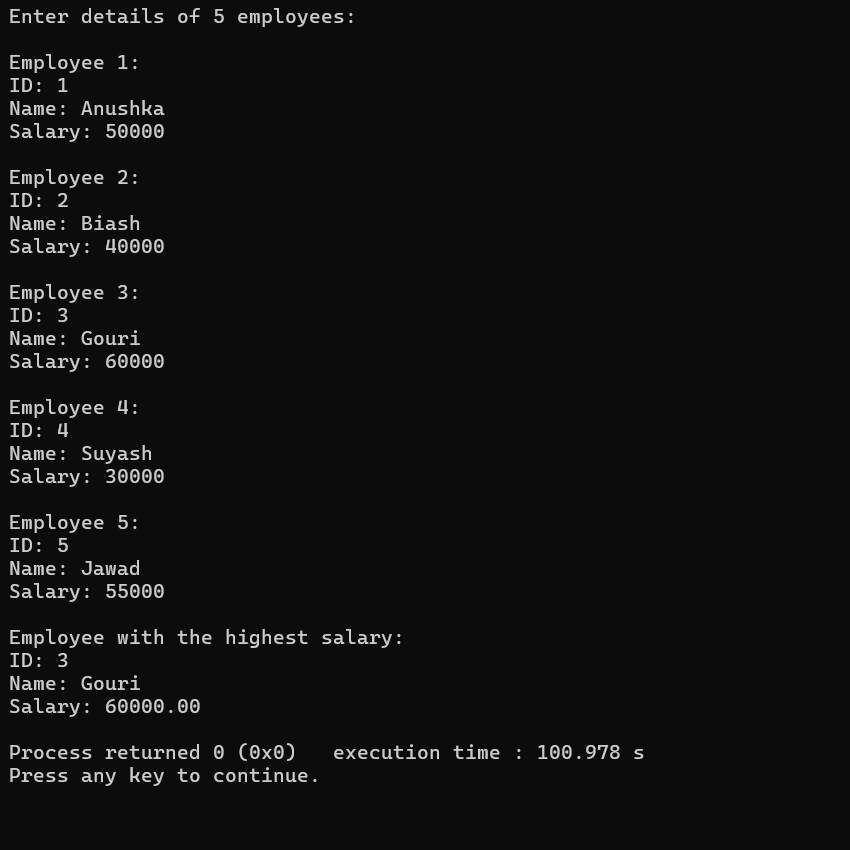 Enter details of 5 employees:
Employee 1:
ID: 1
Name: Anushka
Salary: 50000
Employee 2:
ID: 2
Name: Biash
Salary: 40000
Employee 3:
ID: 3
Name: Gouri
Salary: 60000
Employee 4:
ID: 4
Name: Suyash
Salary: 30000
Employee 5:
ID: 5
Name: Jawad
Salary: 55000
Employee with the highest salary:
ID: 3
Name: Gouri
Salary: 60000.00
Process returned 0 (0x0)   execution time : 100.978 s
Press any key to continue.